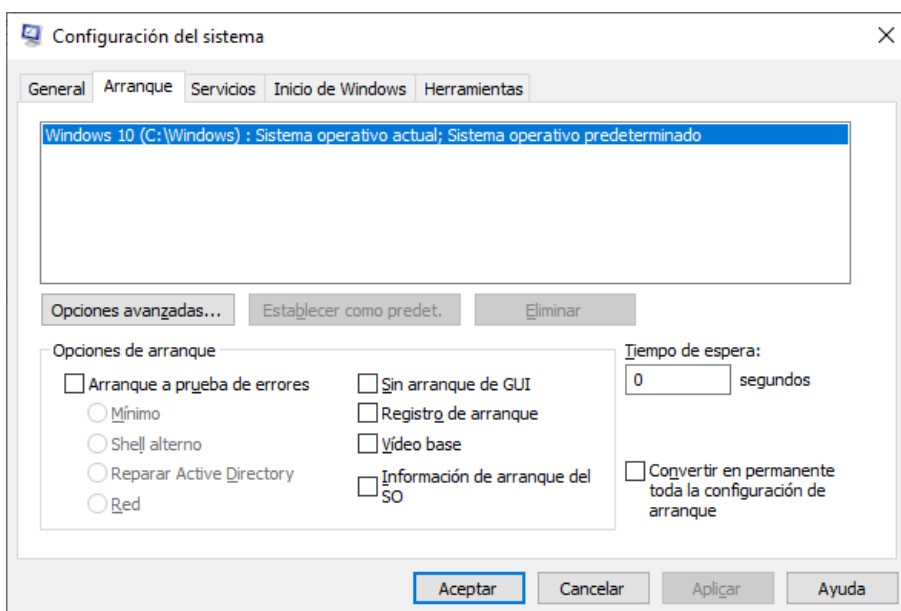 Configuración del sistema
General Arranque Servicios Inicio de Windows Herramientas
Windows 10 (C:\Windows) : Sistema operativo actual; Sistema operativo predeterminado
Opciones avanzadas... Establecer como predet. Eliminar
Opciones de arranque
Arranque a prueba de errores
Mínimo
Shell alterno
Reparar Active Directory
Red
Sin arranque de GUI
Registro de arranque
Vídeo base
Información de arranque del
SO
Tiempo de espera:
0 segundos
Convertir en permanente
toda la configuración de
arranque
Aceptar Cancelar Aplicar Ayuda